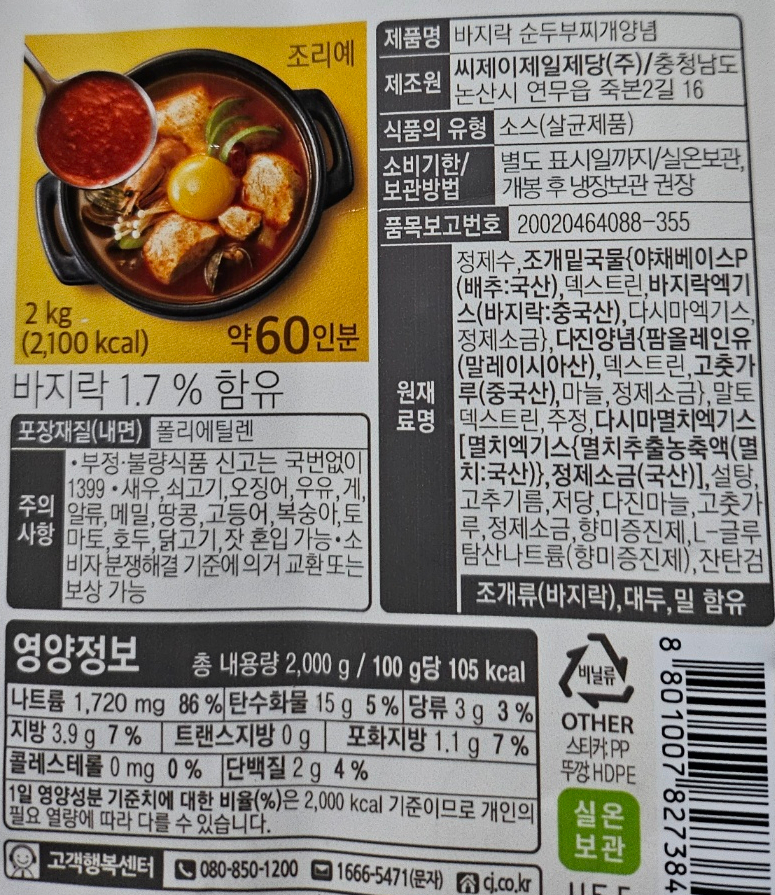 조리예
2 kg
(2,100 kcal)
약60인분
바지락 1.7 % 함유
포장재질(내면) 폴리에틸렌
주의
사항
•부정·불량식품 신고는 국번없이
1399 •새우,쇠고기,오징어,우유,게,
알류,메밀,땅콩,고등어,복숭아,토
마토,호두,닭고기,잣 혼입 가능•소
비자분쟁해결 기준에 의거 교환 또는
보상 가능
제품명 바지락 순두부찌개양념
제조원 씨제이제일제당(주)/충청남도
논산시 연무읍 죽본2길 16
식품의 유형 소스(살균제품)
소비기한/
보관방법
별도 표시일까지/실온보관,
개봉 후 냉장보관 권장
품목보고번호 20020464088-355
원재
료명
정제수,조개밑국물{야채베이스P
(배추:국산),덱스트린,바지락엑기
스(바지락:중국산),다시마엑기스,
정제소금},다진양념{팜올레인유
(말레이시아산),덱스트린,고춧가
루(중국산),마늘,정제소금},말토
덱스트린,주정,다시마멸치엑기스
[멸치엑기스{멸치추출농축액(멸
치:국산)},정제소금(국산)],설탕,
고추기름,저당,다진마늘,고춧가
루,정제소금,향미증진제,L-글루
탐산나트륨(향미증진제),잔탄검
조개류(바지락),대두,밀 함유
영양정보 총 내용량 2,000 g / 100 g당 105 kcal
나트륨 1,720 mg 86 % 탄수화물 15 g 5 % 당류 3 g 3 %
지방 3.9 g 7 % 트랜스지방 0 g 포화지방 1.1 g 7 %
콜레스테롤 0 mg 0 % 단백질 2 g 4 %
1일 영양성분 기준치에 대한 비율(%)은 2,000 kcal 기준이므로 개인의
필요 열량에 따라 다를 수 있습니다.
고객행복센터 080-850-1200 1666-5471(문자) cj.co.kr
비닐류
OTHER
스티커:PP
뚜껑:HDPE
실온
보관
8 801007 827384